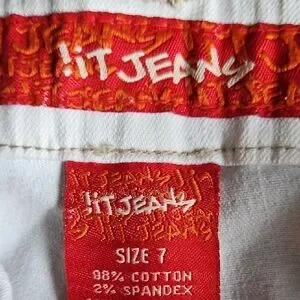 !iT JEANS
!iT JEANS
SIZE 7
98% COTTON
2% SPANDEX